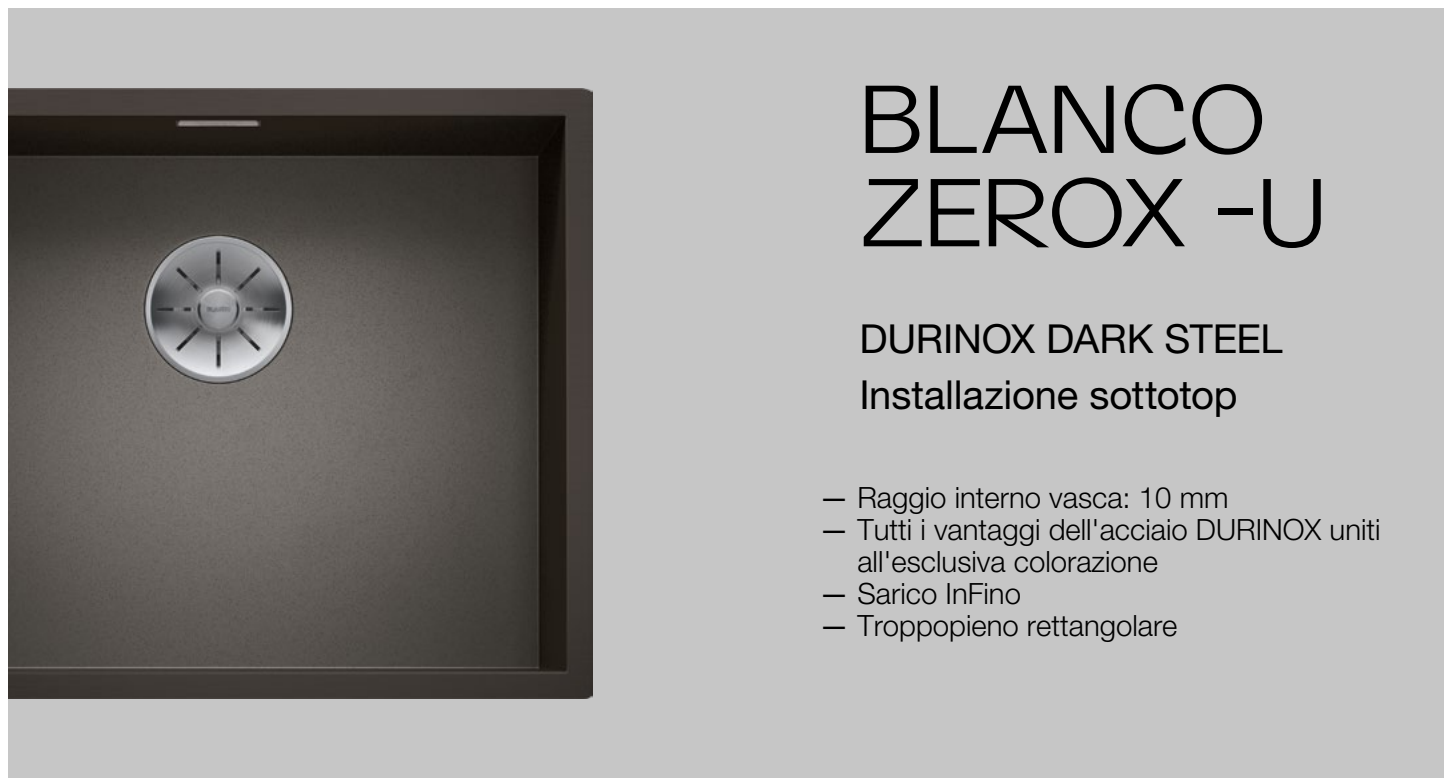 BLANCO
ZEROX -U
DURINOX DARK STEEL
Installazione sottotop
— Raggio interno vasca: 10 mm
— Tutti i vantaggi dell'acciaio DURINOX uniti
all'esclusiva colorazione
— Sarico InFino
— Troppopieno rettangolare